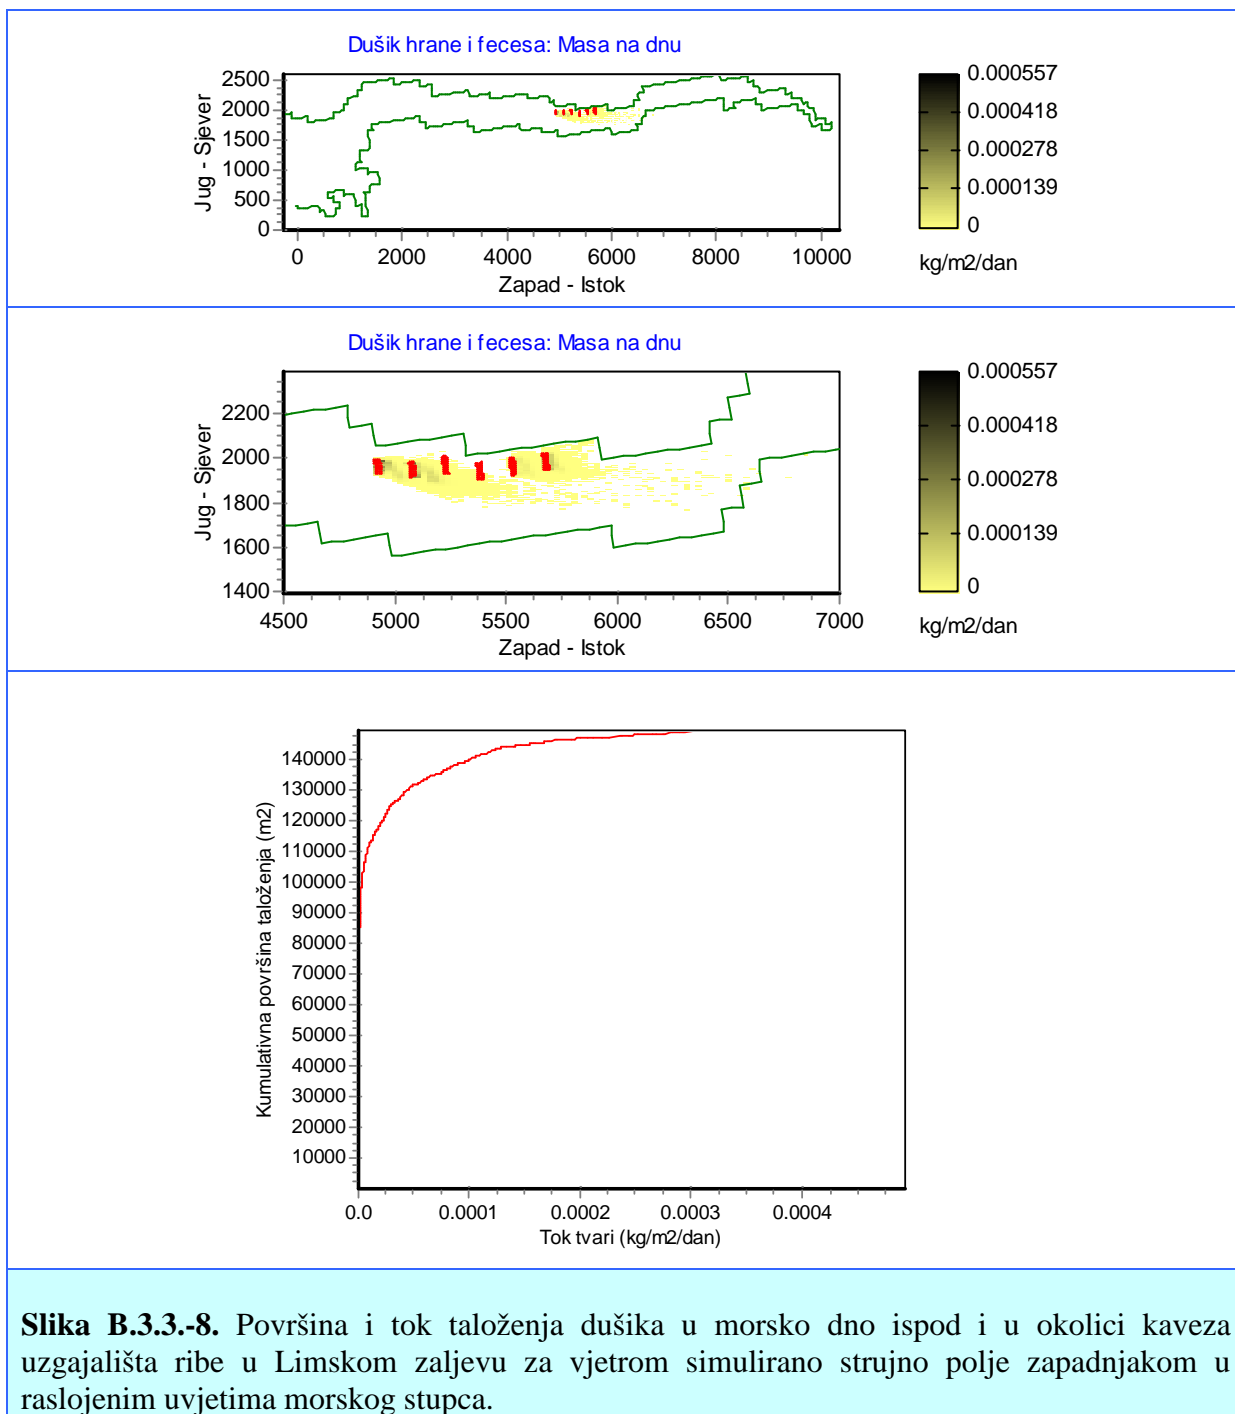 Dušik hrane i fecesa: Masa na dnu
2500
2000
1500
1000
500
0
Jug - Sjever
0 2000 4000 6000 8000 10000
Zapad - Istok
0.000557
0.000418
0.000278
0.000139
0
kg/m2/dan
Dušik hrane i fecesa: Masa na dnu
2200
2000
1800
1600
1400
Jug - Sjever
4500 5000 5500 6000 6500 7000
Zapad - Istok
0.000557
0.000418
0.000278
0.000139
0
kg/m2/dan
140000
130000
120000
110000
100000
90000
80000
70000
60000
50000
40000
30000
20000
10000
Kumulativna površina taloženja (m2)
0.0 0.0001 0.0002 0.0003 0.0004
Tok tvari (kg/m2/dan)
Slika B.3.3.-8. Površina i tok taloženja dušika u morsko dno ispod i u okolici kaveza
uzgajališta ribe u Limskom zaljevu za vjetrom simulirano strujno polje zapadnjakom u
raslojenim uvjetima morskog stupca.